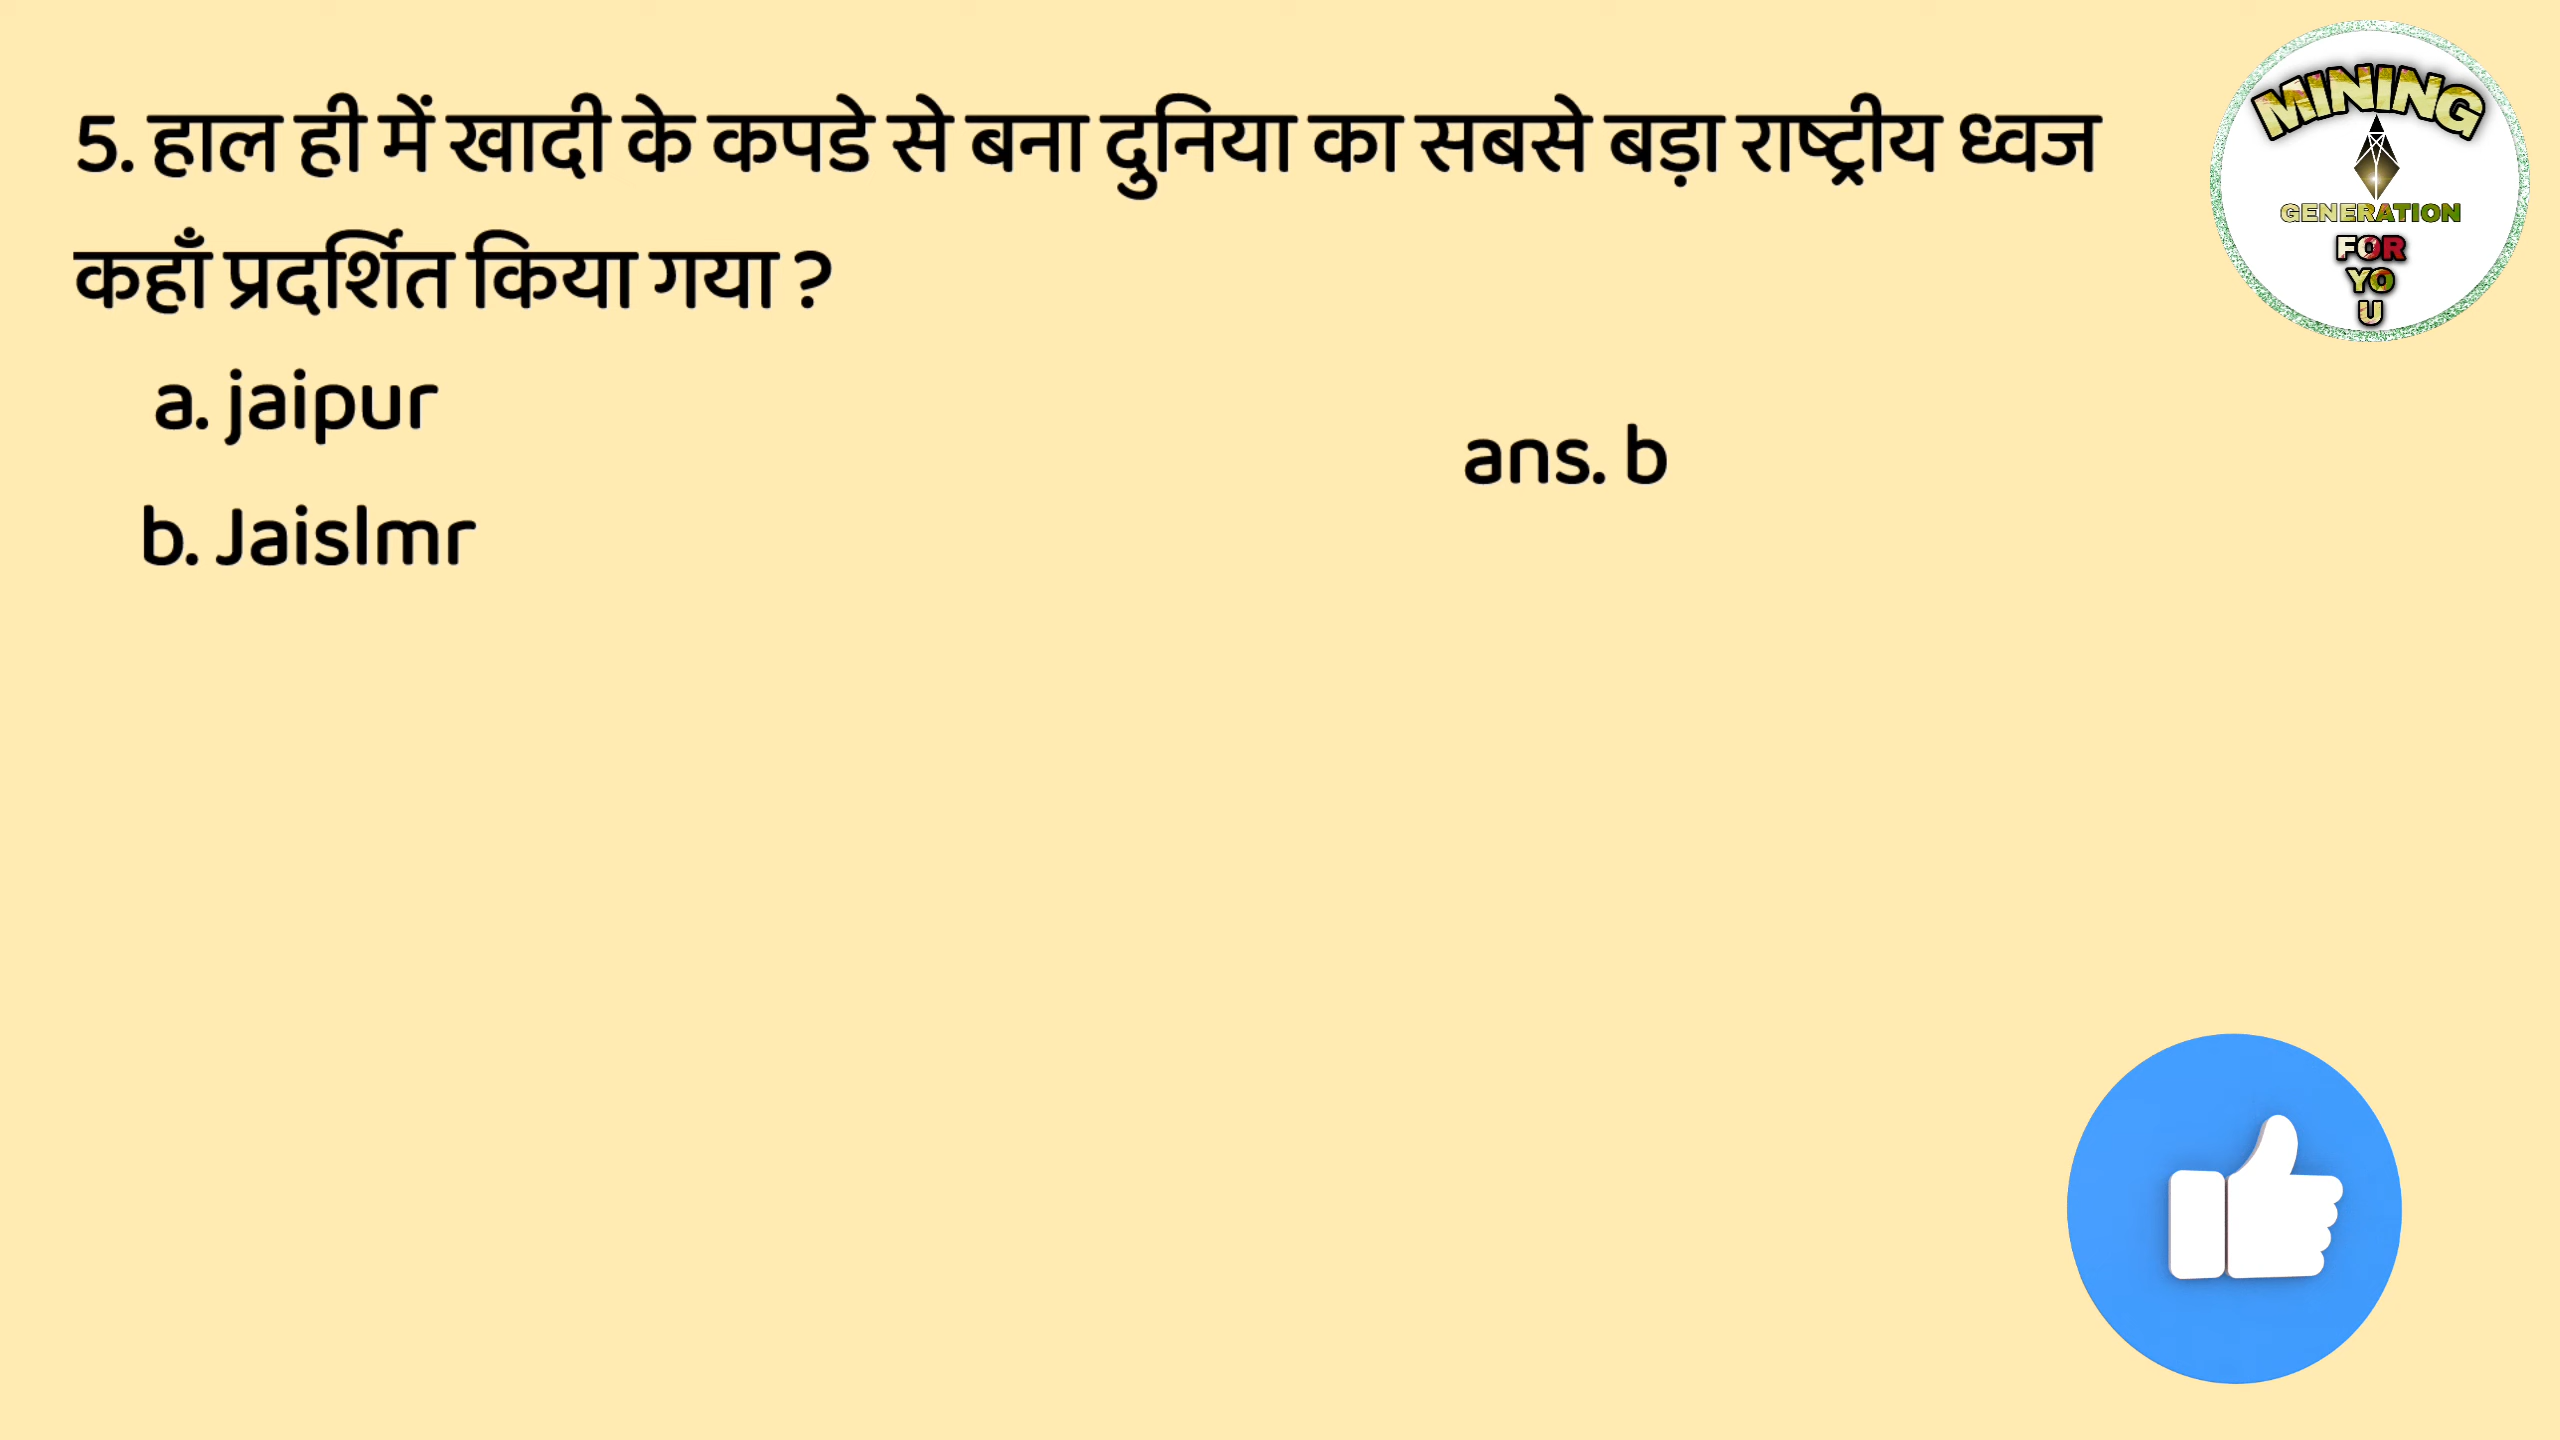 5. हाल ही में खादी के कपडे से बना दुनिया का सबसे बड़ा राष्ट्रीय ध्वज
कहाँ प्रदर्शित किया गया ?
a. jaipur
ans. b
b. Jaislmr
MINING
GENERATION
FOR
YO
U